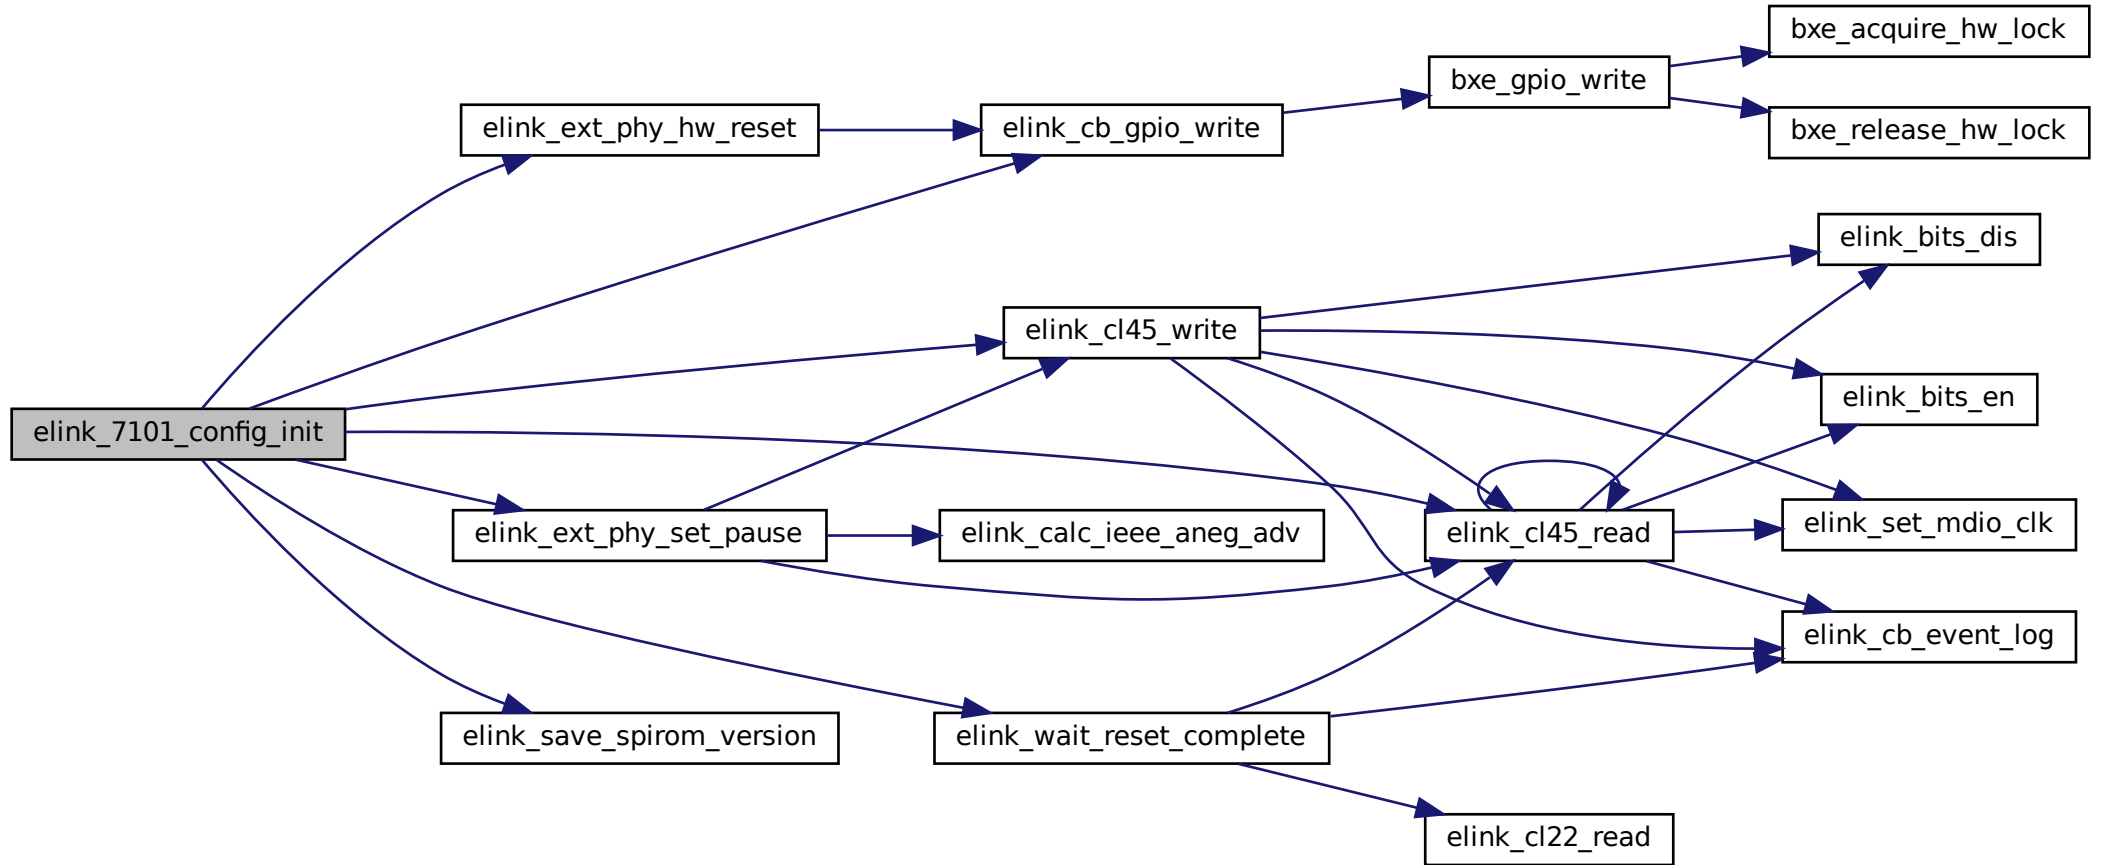 bxe_acquire_hw_lock
bxe_gpio_write
elink_ext_phy_hw_reset
elink_cb_gpio_write
bxe_release_hw_lock
elink_bits_dis
elink_cl45_write
elink_bits_en
elink_7101_config_init
elink_set_mdio_clk
elink_ext_phy_set_pause
elink_calc_ieee_aneg_adv
elink_cl45_read
elink_cb_event_log
elink_save_spirom_version
elink_wait_reset_complete
elink_cl22_read